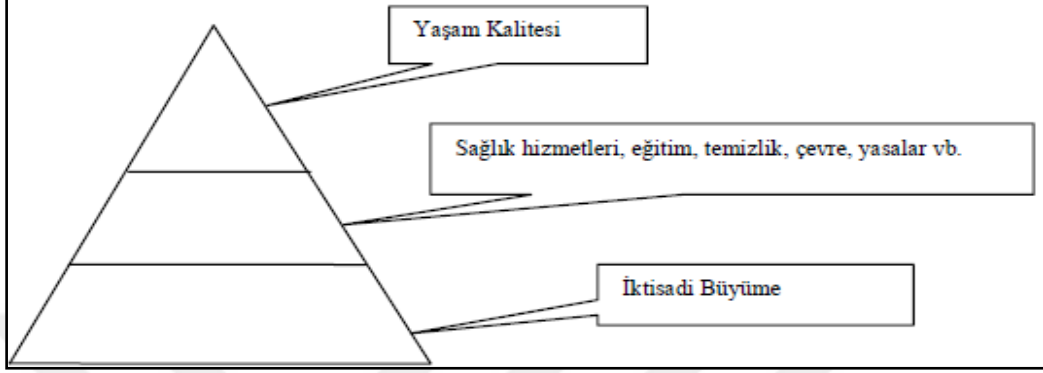 Yaşam Kalitesi
Sağlık hizmetleri, eğitim, temizlik, çevre, yasalar vb.
İktisadi Büyüme